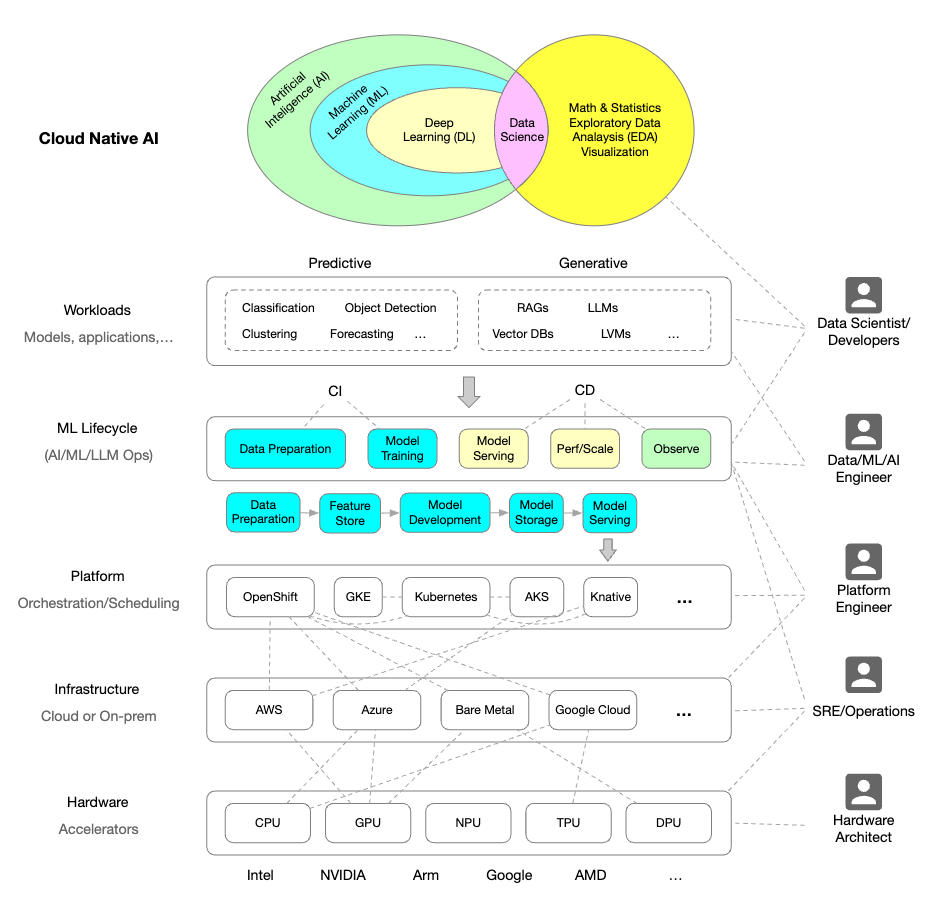 Cloud Native AI
Artificial
Inteligence (AI)
Machine
Learning (ML)
Deep
Learning (DL)
Data
Science
Math & Statistics
Exploratory Data
Analaysis (EDA)
Visualization
Predictive
Generative
Workloads
Models, applications,...
Classification
Object Detection
Clustering
Forecasting
...
RAGs
LLMs
Vector DBs
LVMs
...
Data Scientist/
Developers
CI
CD
ML Lifecycle
(AI/ML/LLM Ops)
Data Preparation
Model
Training
Model
Serving
Perf/Scale
Observe
Data/ML/AI
Engineer
Data
Preparation
Feature
Store
Model
Development
Model
Storage
Model
Serving
Platform
Orchestration/Scheduling
OpenShift
GKE
Kubernetes
AKS
Knative
...
Platform
Engineer
Infrastructure
Cloud or On-prem
AWS
Azure
Bare Metal
Google Cloud
...
SRE/Operations
Hardware
Accelerators
CPU
GPU
NPU
TPU
DPU
Hardware
Architect
Intel
NVIDIA
Arm
Google
AMD
...